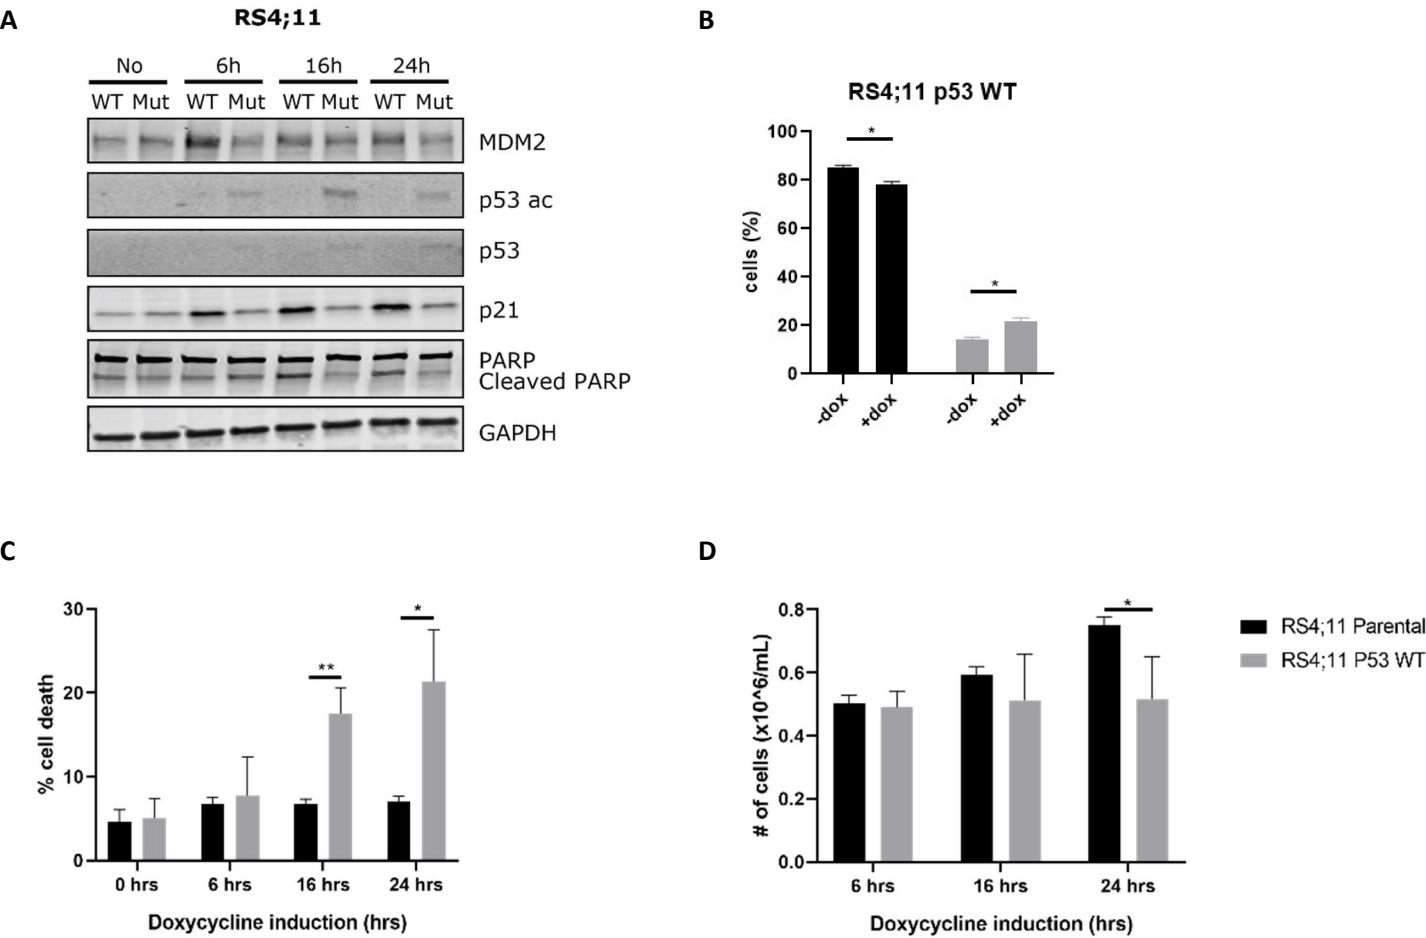 A
RS4;11
No 6h 16h 24h
WT Mut WT Mut WT Mut WT Mut
MDM2
p53 ac
p53
p21
PARP
Cleaved PARP
GAPDH
B
RS4;11 p53 WT
*
*
cells (%)
100
80
60
40
20
0
-dox +dox -dox +dox
C
% cell death
30
20
10
0
**
*
0 hrs 6 hrs 16 hrs 24 hrs
Doxycycline induction (hrs)
D
# of cells (x10^6/mL)
0.8
0.6
0.4
0.2
0.0
*
6 hrs 16 hrs 24 hrs
Doxycycline induction (hrs)
RS4;11 Parental
RS4;11 P53 WT